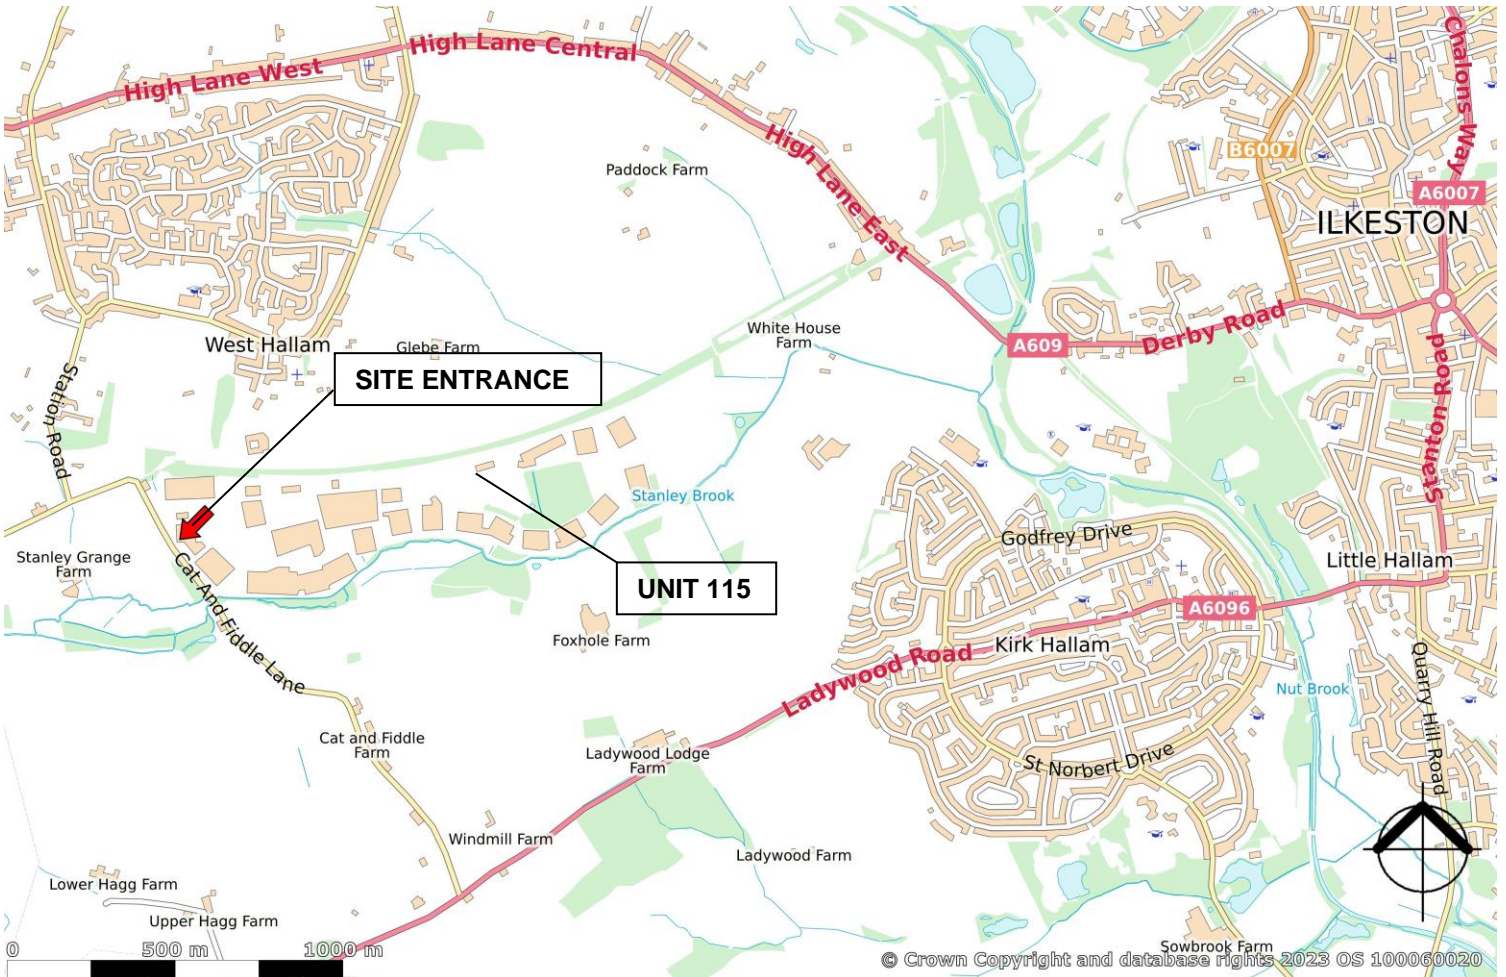 High Lane West
High Lane Central
High Lane East
Chalons Way
B6007
A6007
ILKESTON
Paddock Farm
White House
Farm
A609
Derby Road
Stanton Road
West Hallam
Glebe Farm
Station Road
SITE ENTRANCE
Stanley Brook
Godfrey Drive
Stanley Grange
Farm
Cat And Fiddle Lane
UNIT 115
Little Hallam
A6096
Foxhole Farm
Kirk Hallam
Ladywood Road
Quarry Hill Road
Nut Brook
Cat and Fiddle
Farm
Ladywood Lodge
Farm
St Norbert Drive
Windmill Farm
Ladywood Farm
Lower Hagg Farm
Upper Hagg Farm
Sowbrook Farm
0 500 m 1000 m
© Crown Copyright and database rights 2023 OS 100060020